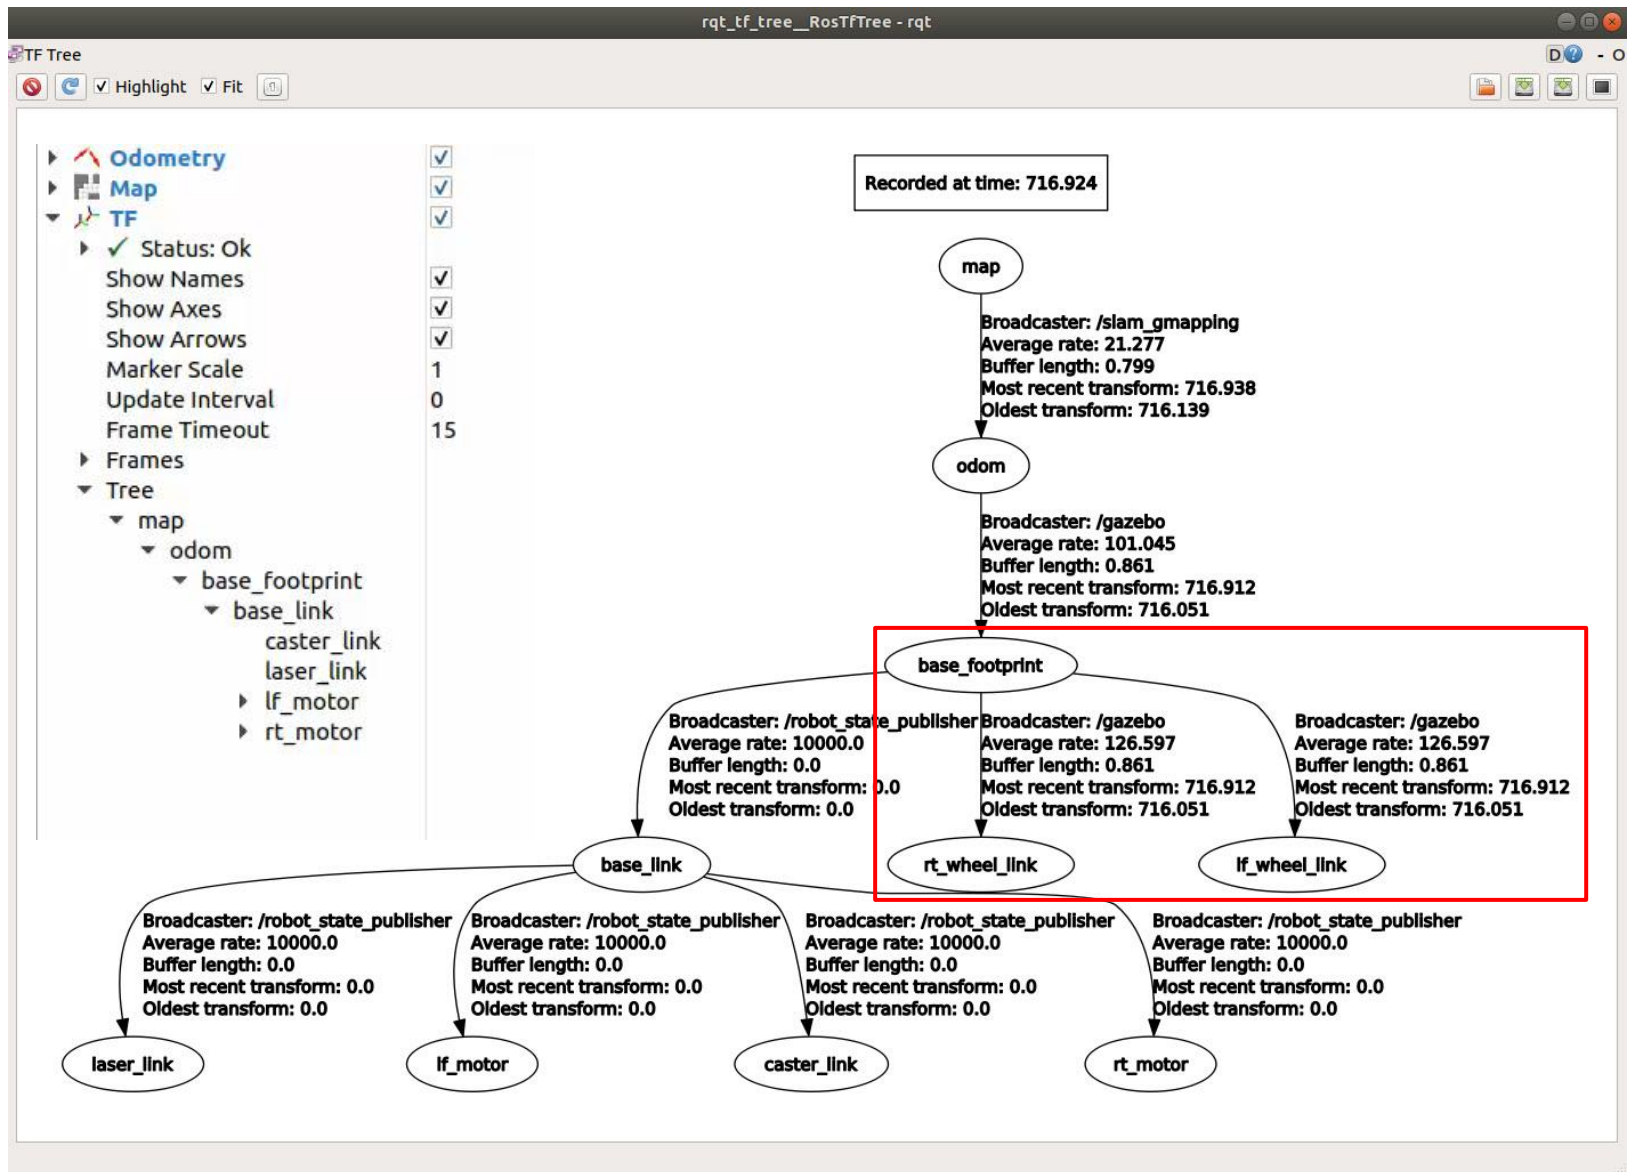 rqt_tf_tree__RosTfTree - rqt
TF Tree
D - O
Highlight Fit
Odometry
Map
TF
Status: Ok
Show Names
Show Axes
Show Arrows
Marker Scale 1
Update Interval 0
Frame Timeout 15
Frames
Tree
map
odom
base_footprint
base_link
caster_link
laser_link
lf_motor
rt_motor
Recorded at time: 716.924
map
Broadcaster: /slam_gmapping
Average rate: 21.277
Buffer length: 0.799
Most recent transform: 716.938
Oldest transform: 716.139
odom
Broadcaster: /gazebo
Average rate: 101.045
Buffer length: 0.861
Most recent transform: 716.912
Oldest transform: 716.051
base_footprint
Broadcaster: /robot_state_publisher
Average rate: 10000.0
Buffer length: 0.0
Most recent transform: 0.0
Oldest transform: 0.0
Broadcaster: /gazebo
Average rate: 126.597
Buffer length: 0.861
Most recent transform: 716.912
Oldest transform: 716.051
Broadcaster: /gazebo
Average rate: 126.597
Buffer length: 0.861
Most recent transform: 716.912
Oldest transform: 716.051
base_link
rt_wheel_link
lf_wheel_link
Broadcaster: /robot_state_publisher
Average rate: 10000.0
Buffer length: 0.0
Most recent transform: 0.0
Oldest transform: 0.0
Broadcaster: /robot_state_publisher
Average rate: 10000.0
Buffer length: 0.0
Most recent transform: 0.0
Oldest transform: 0.0
Broadcaster: /robot_state_publisher
Average rate: 10000.0
Buffer length: 0.0
Most recent transform: 0.0
Oldest transform: 0.0
Broadcaster: /robot_state_publisher
Average rate: 10000.0
Buffer length: 0.0
Most recent transform: 0.0
Oldest transform: 0.0
laser_link
lf_motor
caster_link
rt_motor